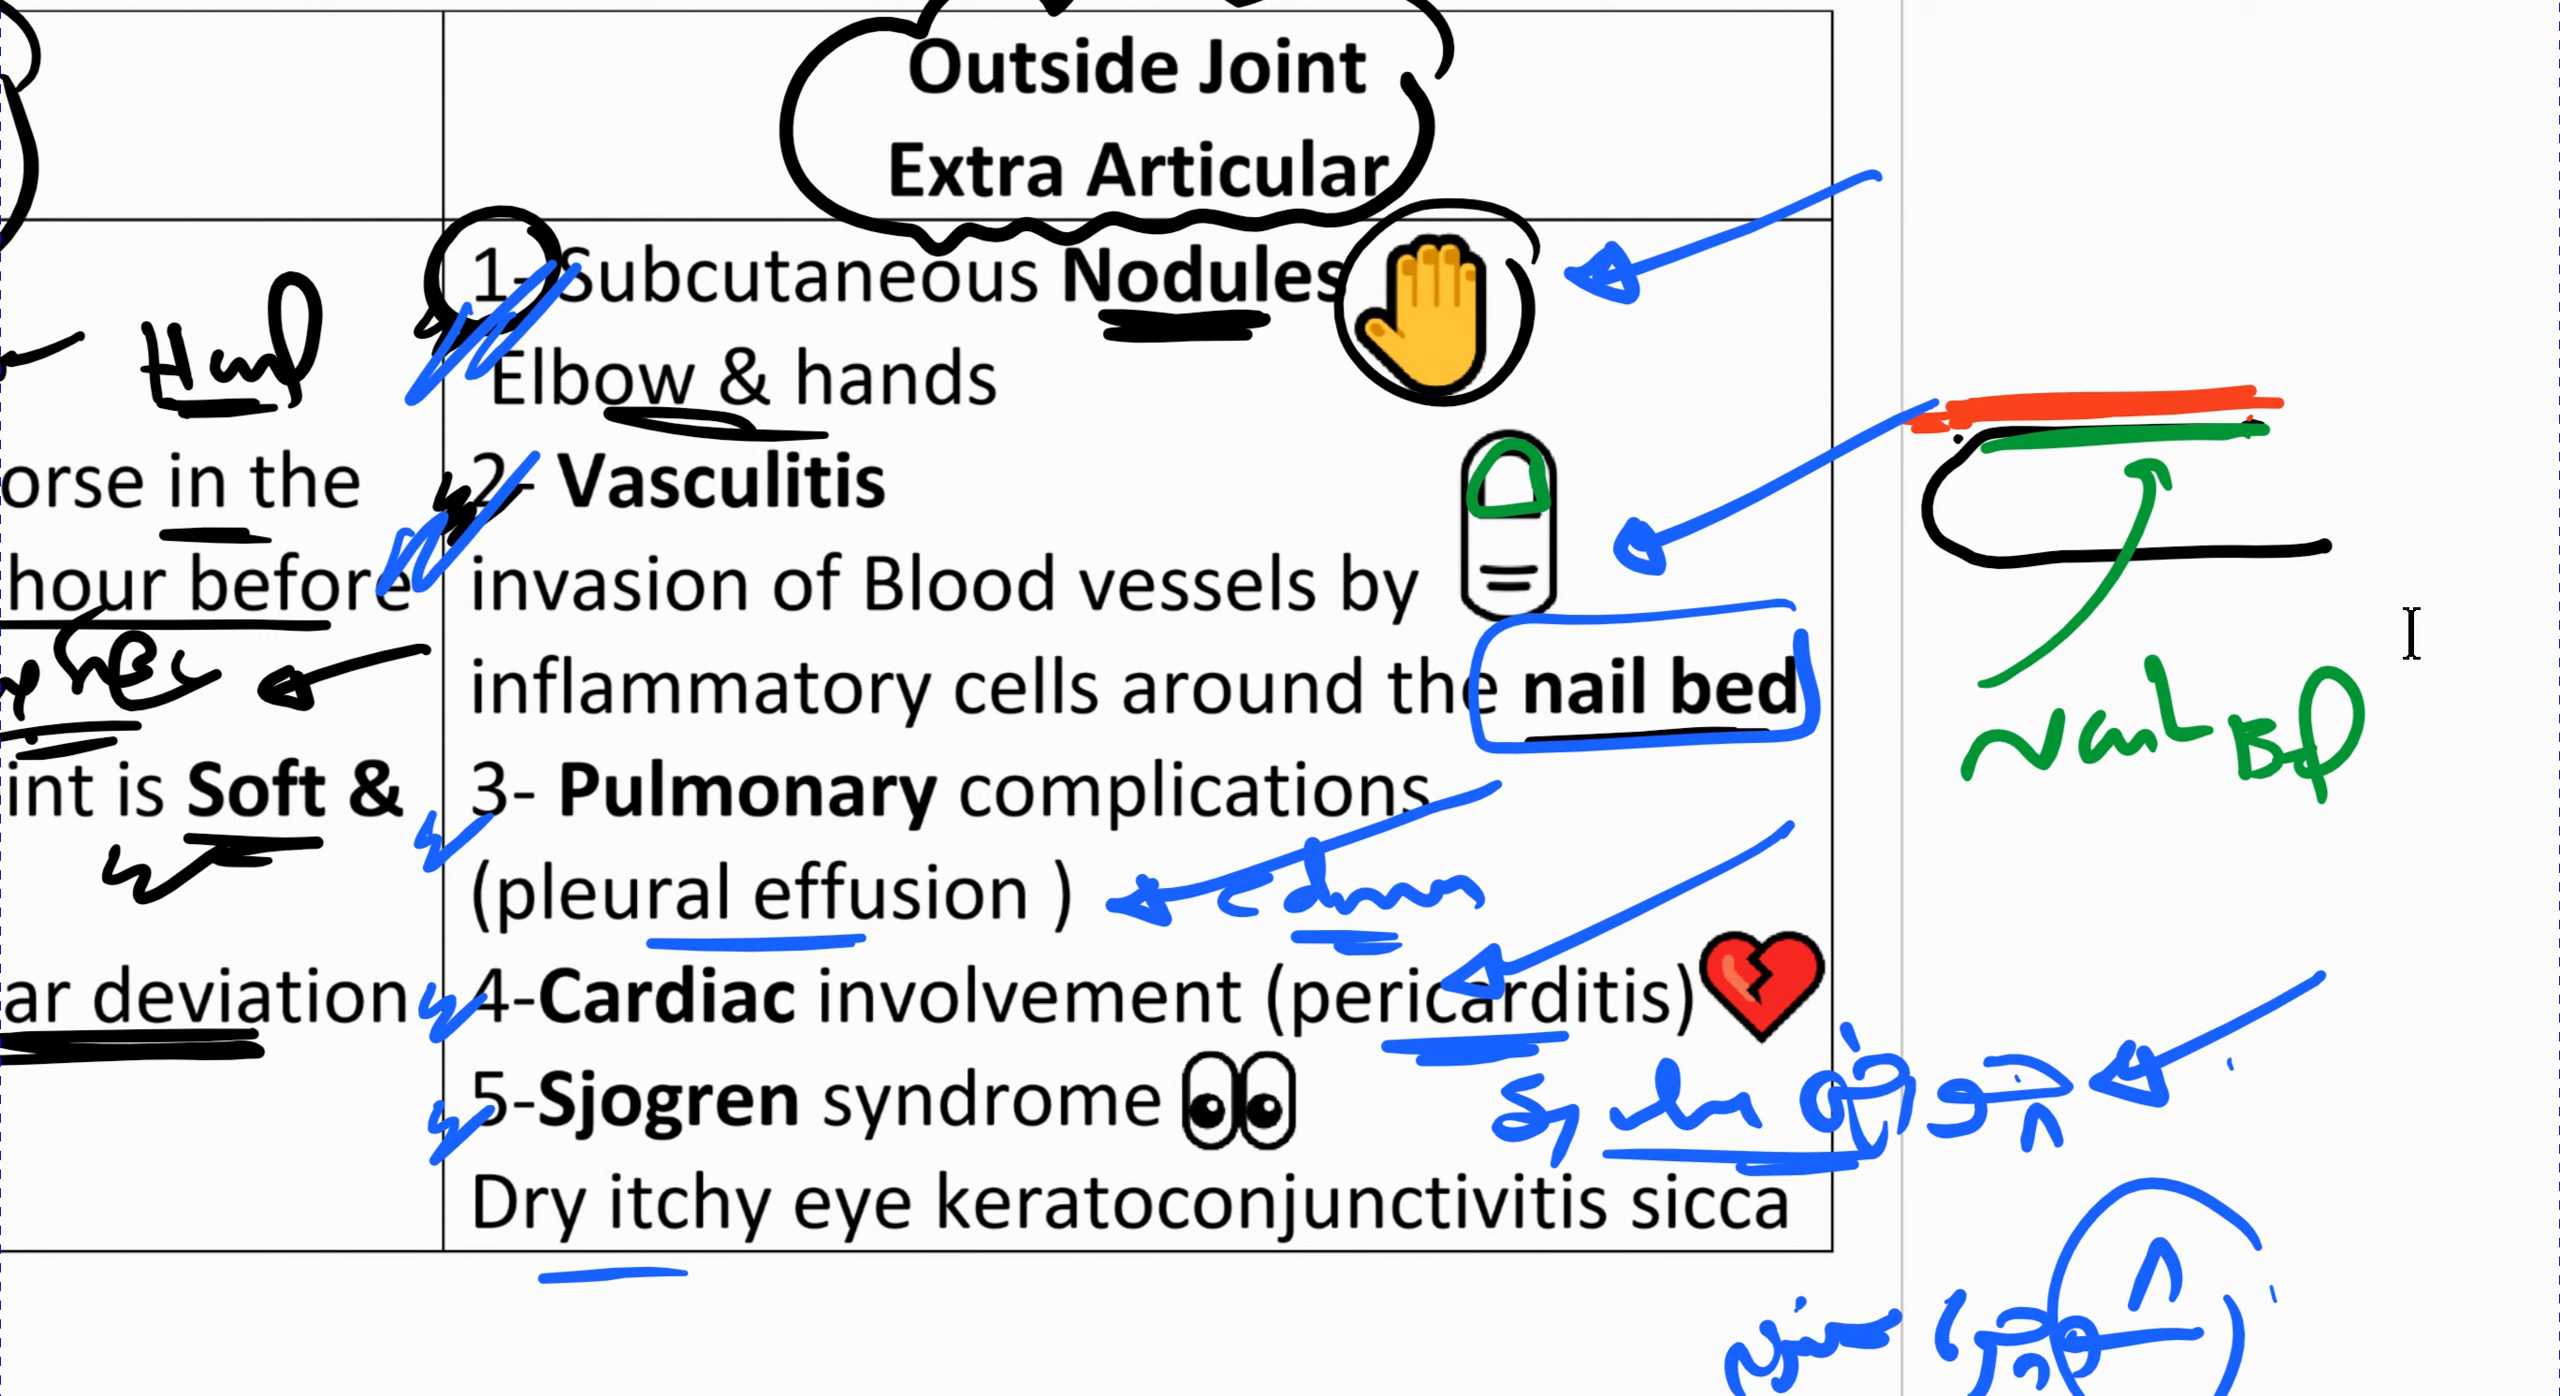 Outside Joint
Extra Articular
1- Subcutaneous Nodules
Elbow & hands
2- Vasculitis
invasion of Blood vessels by
inflammatory cells around the nail bed
3- Pulmonary complications
(pleural effusion )
4-Cardiac involvement (pericarditis)
5-Sjogren syndrome
Dry itchy eye keratoconjunctivitis sicca
orse in the
hour before
int is Soft &
ar deviation
Nail Bed